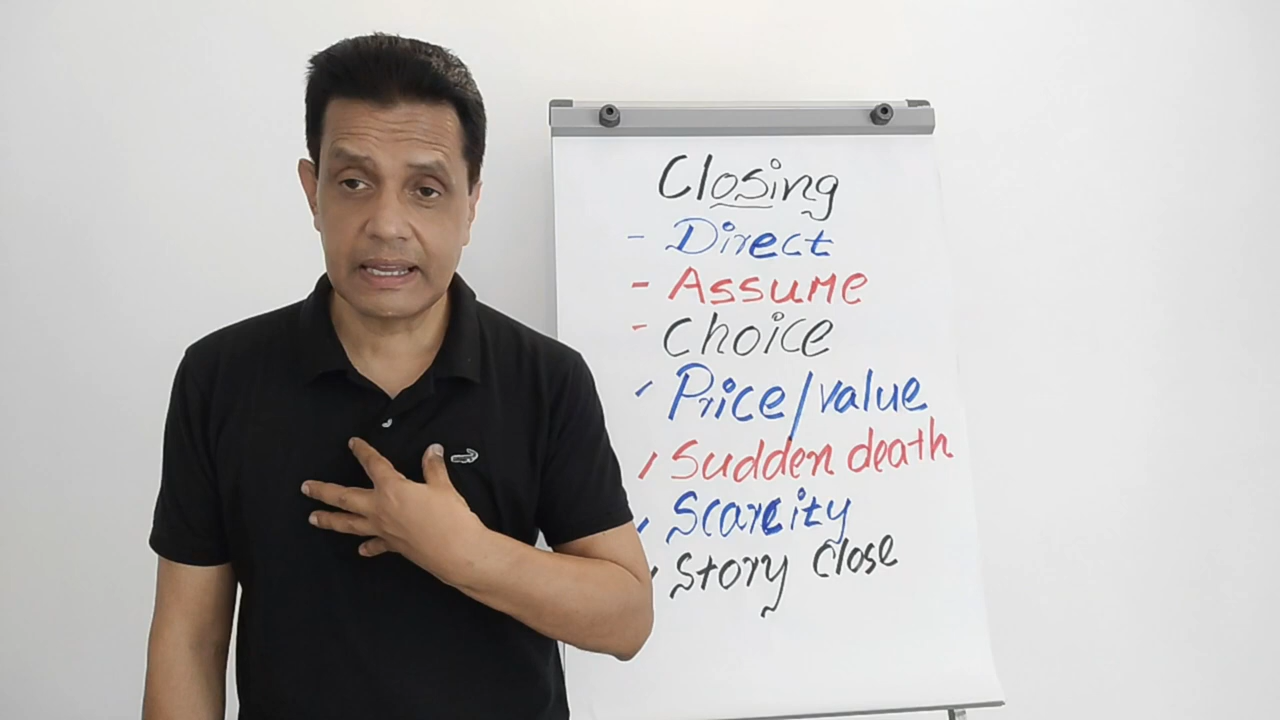 Closing
- Direct
- Assume
- Choice
- Price/value
- Sudden death
- Scarcity
- Story close